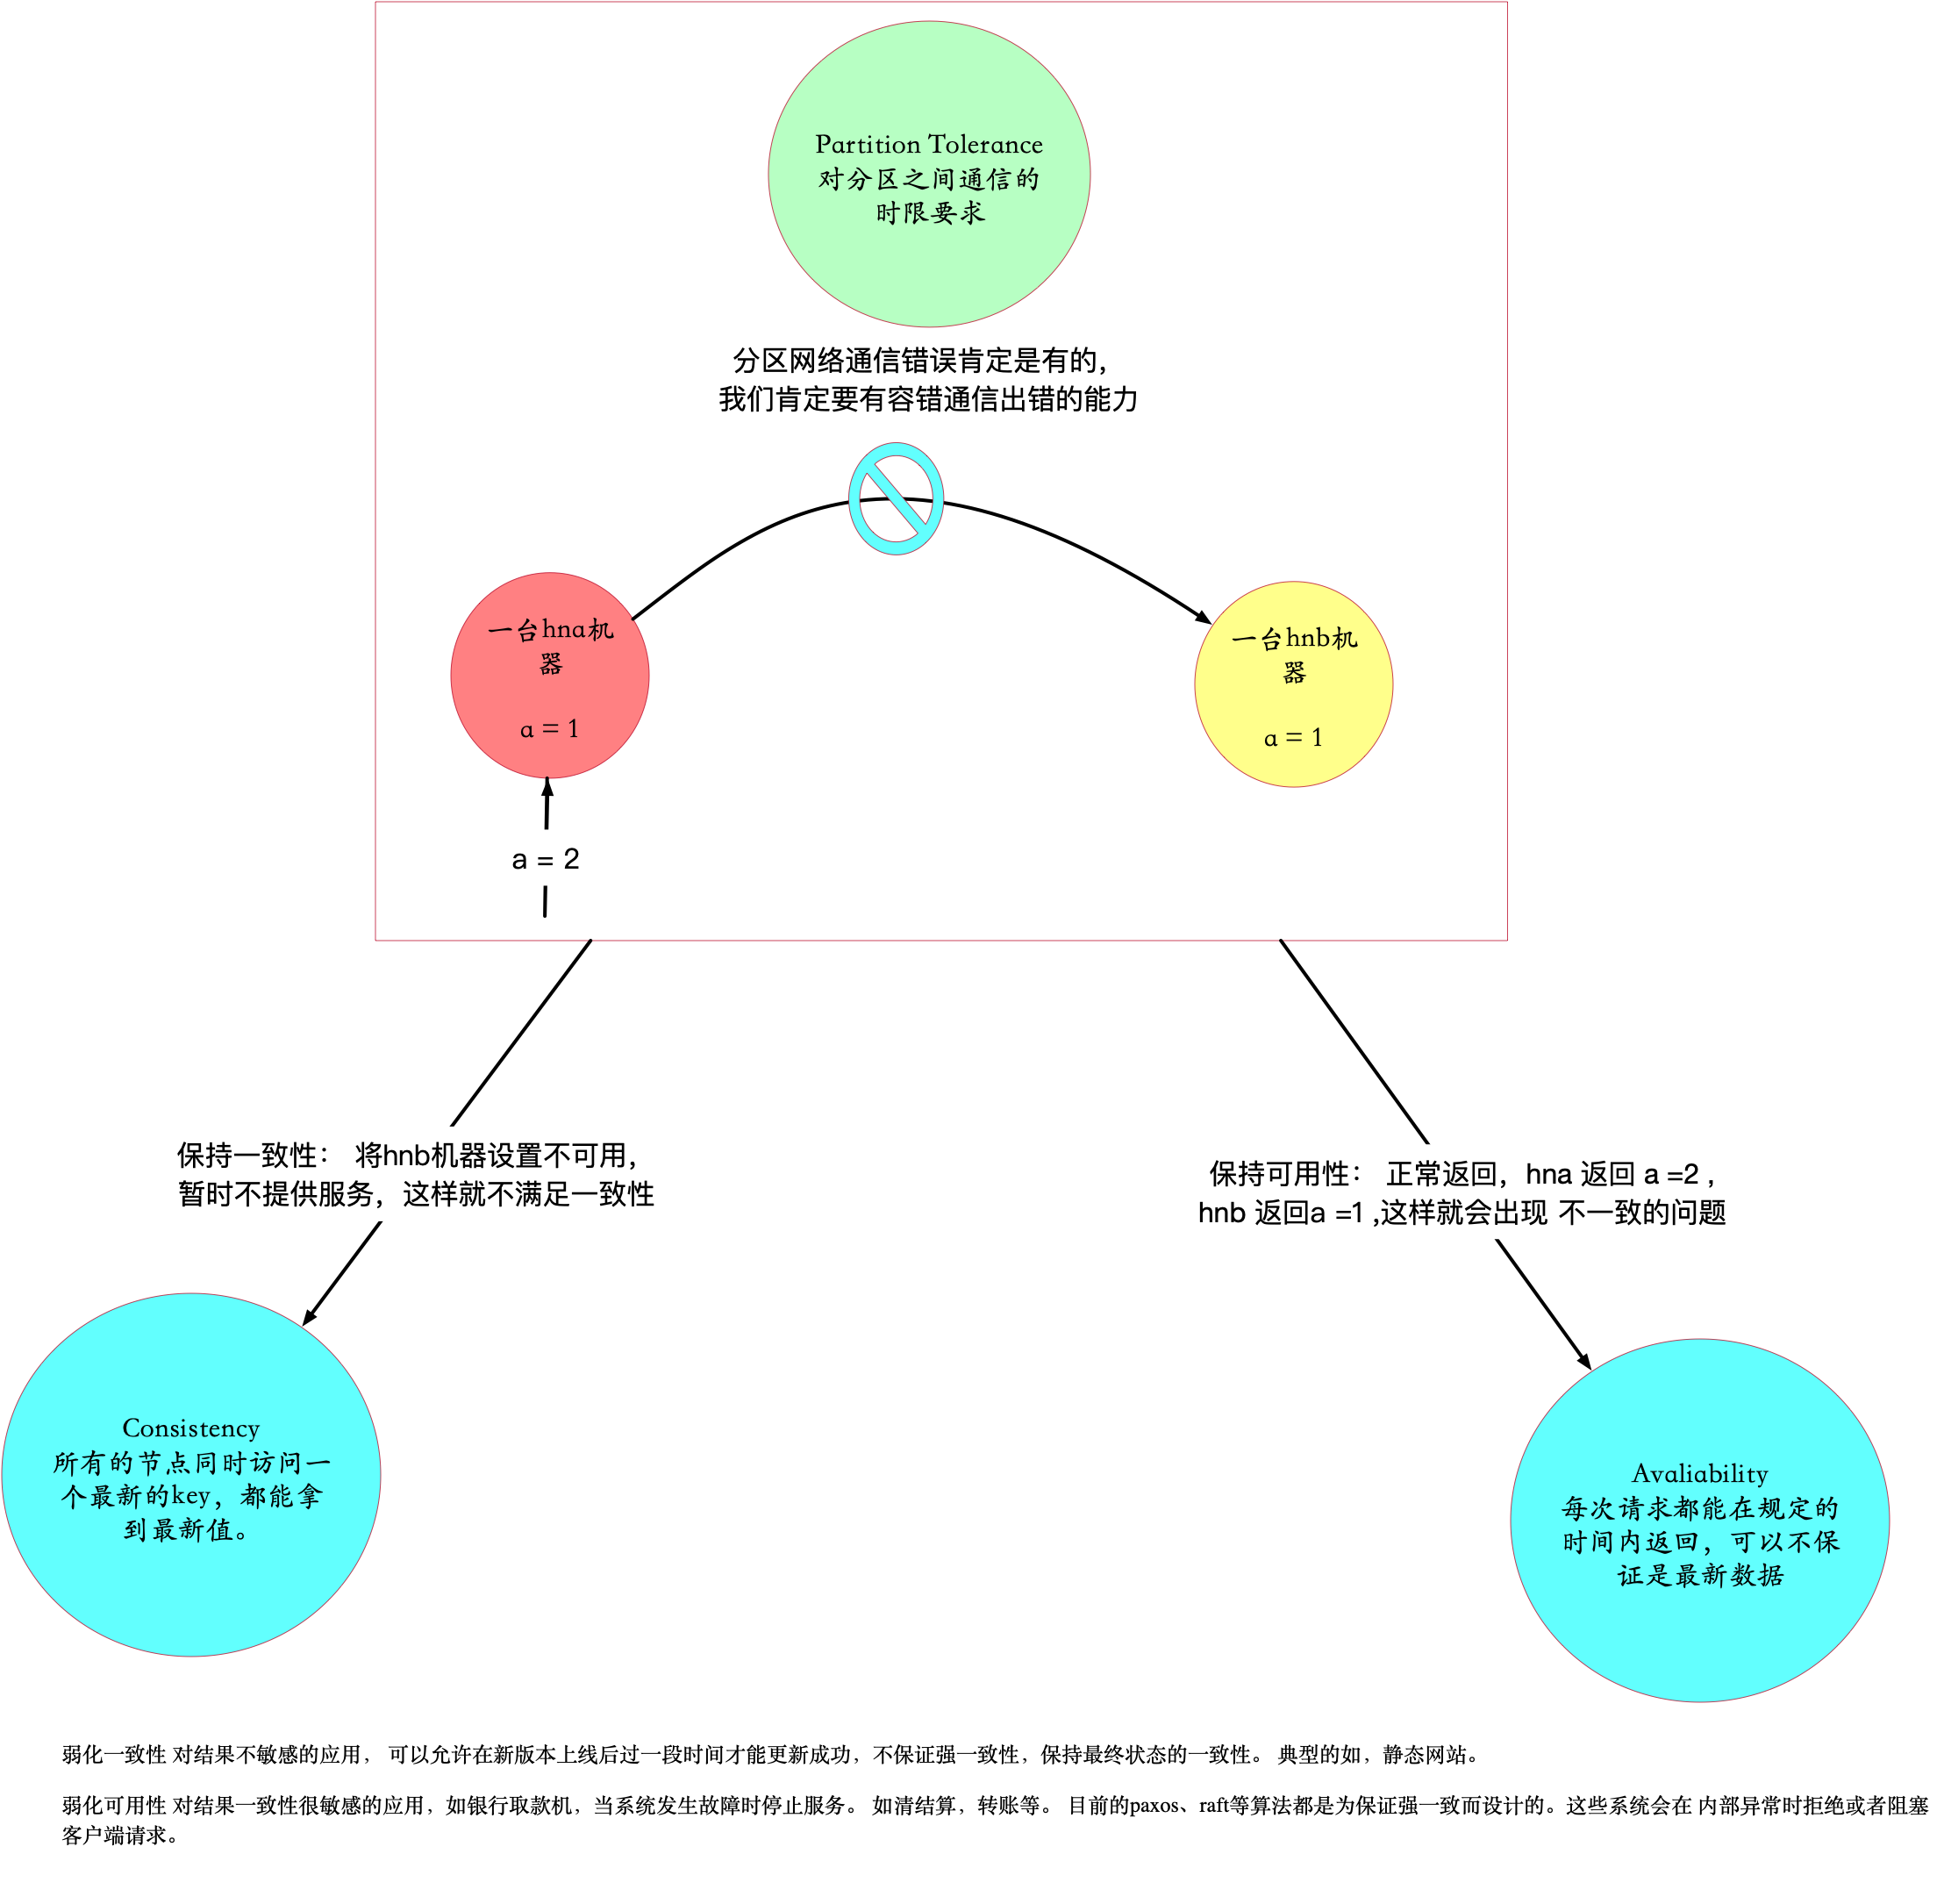 Partition Tolerance
对分区之间通信的
时限要求
分区网络通信错误肯定是有的，
我们肯定要有容错通信出错的能力
一台hna机
器
a = 1
一台hnb机
器
a = 1
a = 2
保持一致性： 将hnb机器设置不可用，
暂时不提供服务，这样就不满足一致性
保持可用性： 正常返回，hna 返回 a =2 ,
hnb 返回a =1 ,这样就会出现 不一致的问题
Consistency
所有的节点同时访问一
个最新的key，都能拿
到最新值。
Avaliability
每次请求都能在规定的
时间内返回，可以不保
证是最新数据
弱化一致性 对结果不敏感的应用， 可以允许在新版本上线后过一段时间才能更新成功，不保证强一致性，保持最终状态的一致性。 典型的如，静态网站。
弱化可用性 对结果一致性很敏感的应用，如银行取款机，当系统发生故障时停止服务。 如清结算，转账等。 目前的paxos、raft等算法都是为保证强一致而设计的。这些系统会在 内部异常时拒绝或者阻塞
客户端请求。